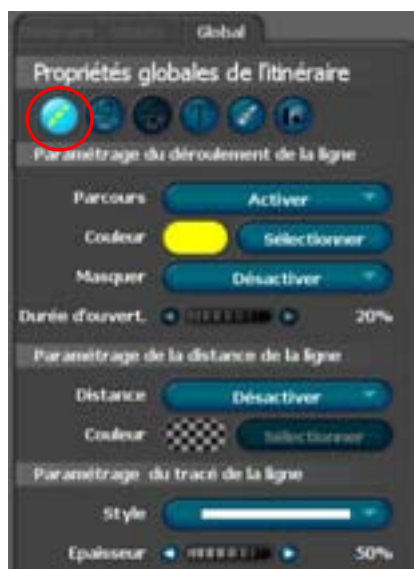 Global
Propriétés globales de l'itinéraire
Paramétrage du déroulement de la ligne
Parcours Activer
Couleur Sélectionner
Masquer Désactiver
Durée d'ouvert. 20%
Paramétrage de la distance de la ligne
Distance Désactiver
Couleur Sélectionner
Paramétrage du tracé de la ligne
Style
Epaisseur 50%